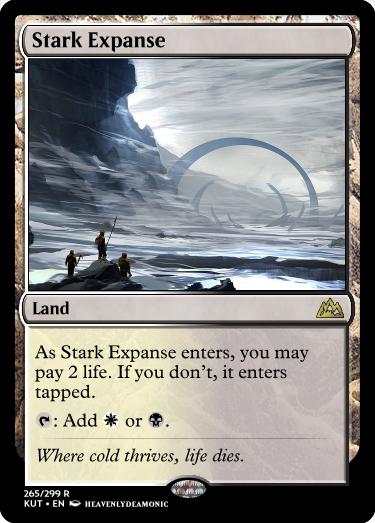 Stark Expanse
Land
As Stark Expanse enters, you may
pay 2 life. If you don't, it enters
tapped.
: Add or .
Where cold thrives, life dies.
265/299 R
KUT • EN HEAVENLYDEAMONIC